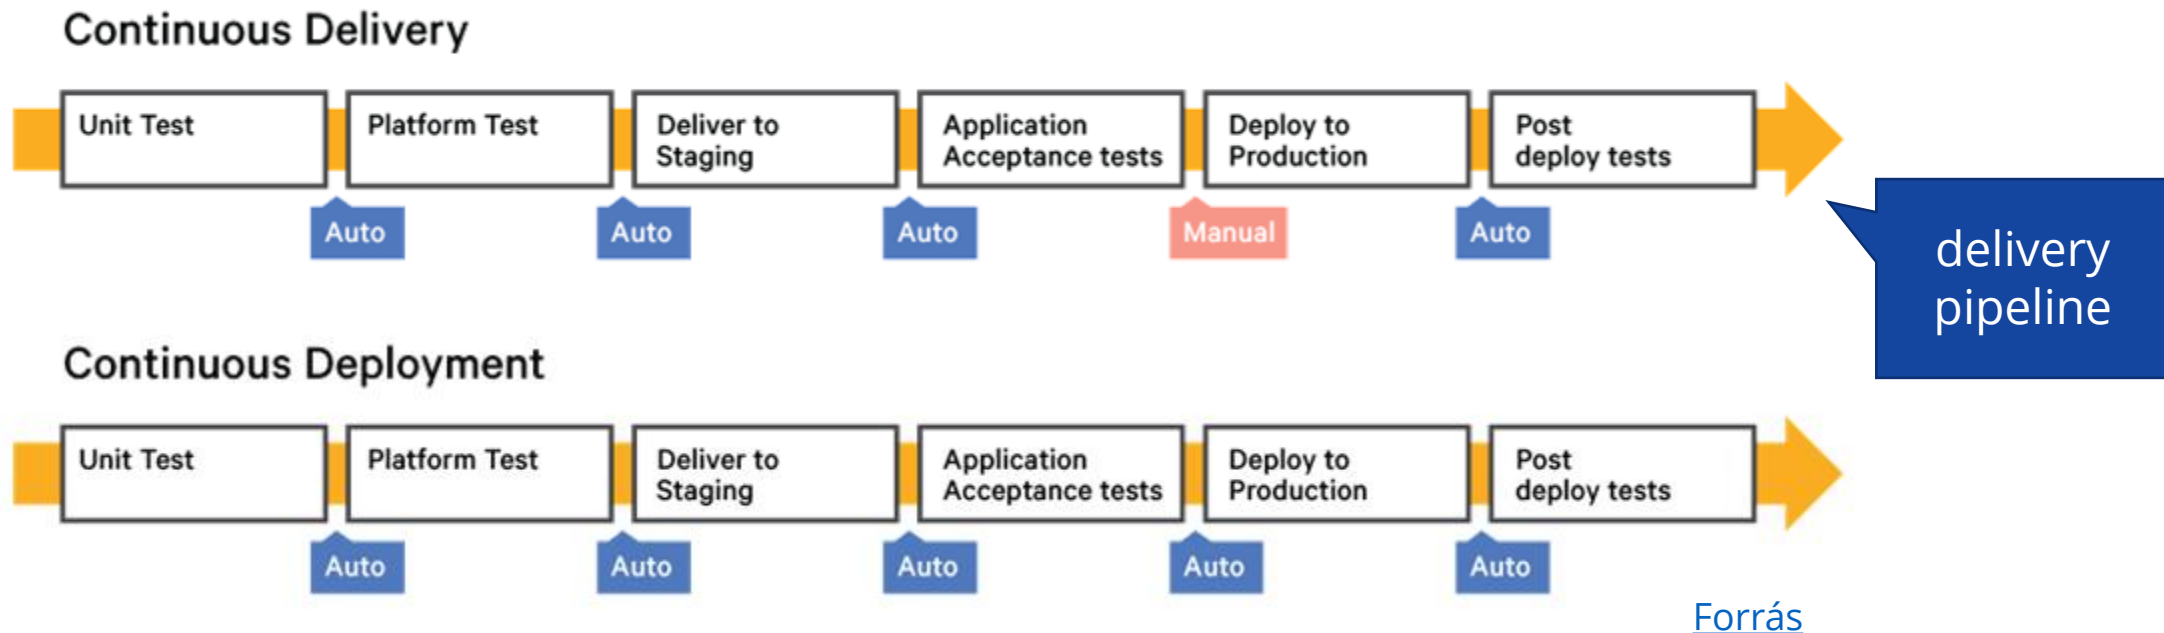 Continuous Delivery
Unit Test
Platform Test
Deliver to
Staging
Application
Acceptance tests
Deploy to
Production
Post
deploy tests
Auto
Auto
Auto
Manual
Auto
delivery
pipeline
Continuous Deployment
Unit Test
Platform Test
Deliver to
Staging
Application
Acceptance tests
Deploy to
Production
Post
deploy tests
Auto
Auto
Auto
Auto
Auto
Forrás